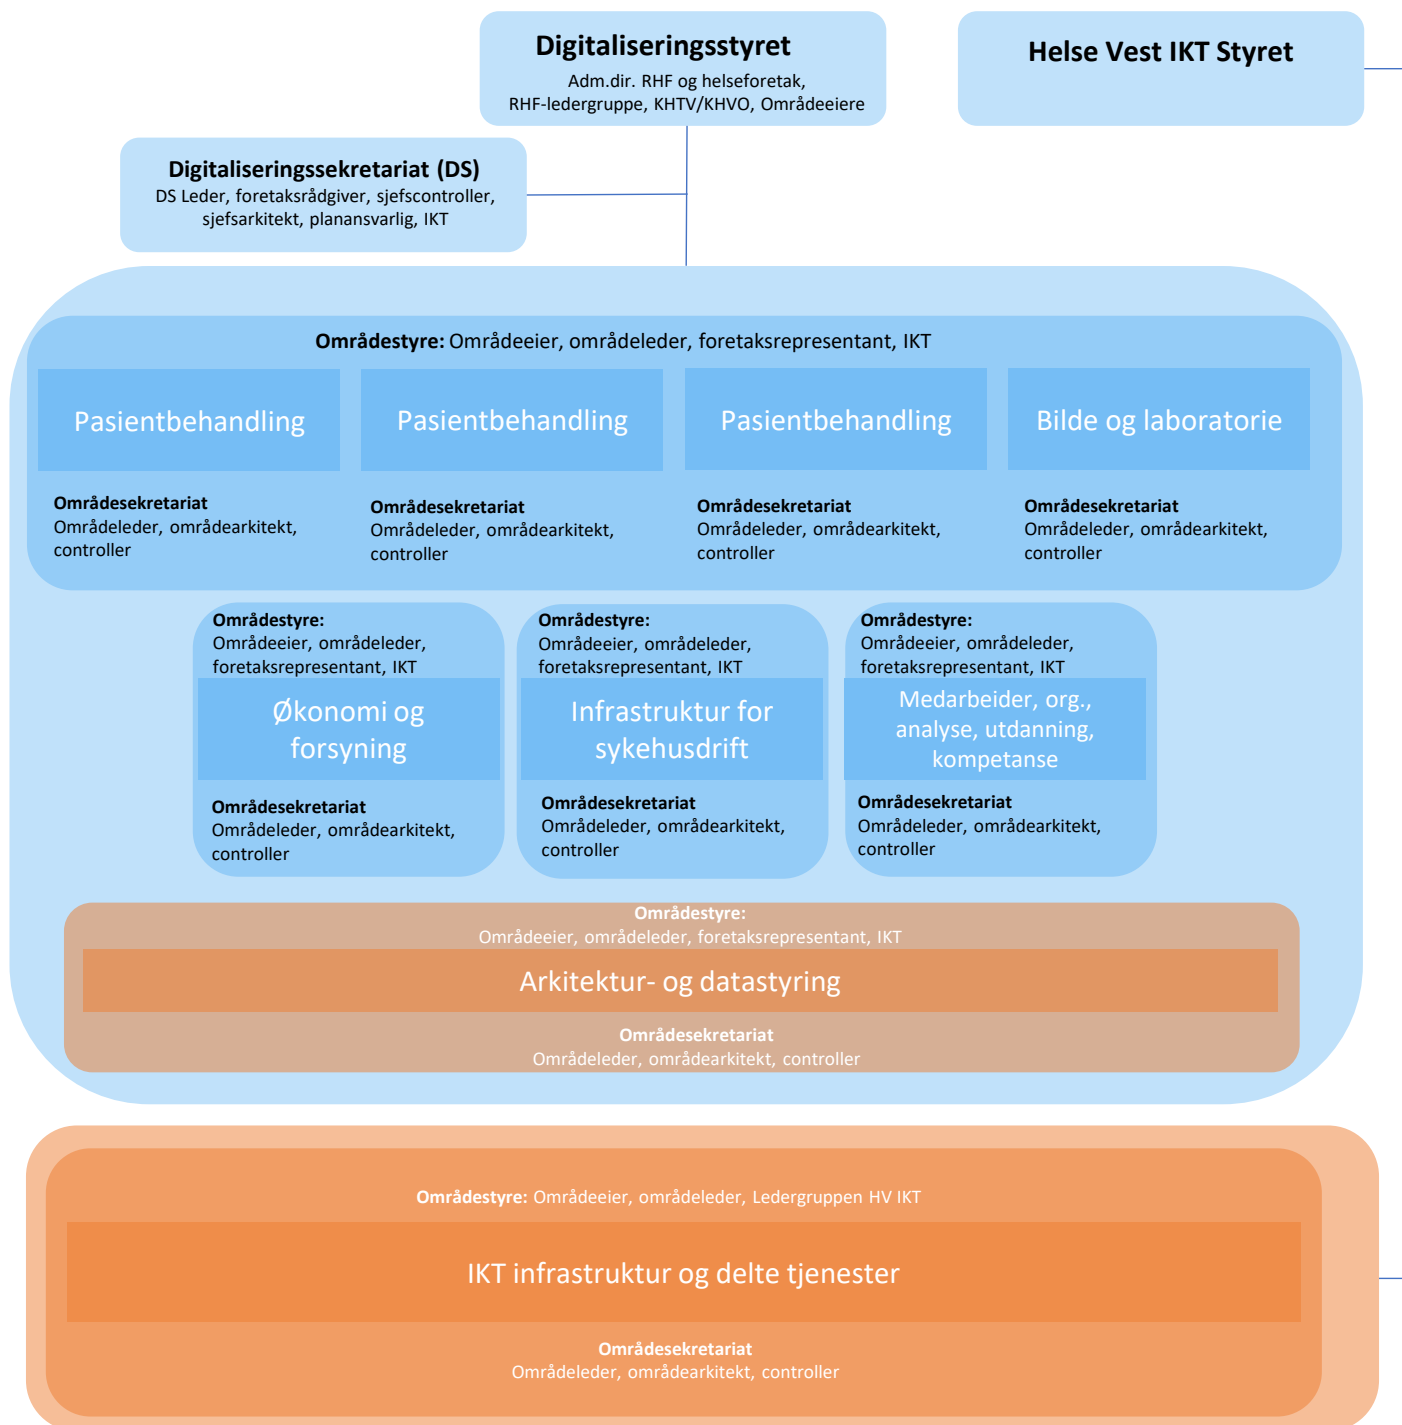 Digitaliseringsstyret
Adm.dir. RHF og helseforetak,
RHF-ledergruppe, KHTV/KHVO, Områdeeiere
Helse Vest IKT Styret
Digitaliseringssekretariat (DS)
DS Leder, foretaksrådgiver, sjefscontroller,
sjefsarkitekt, planansvarlig, IKT
Områdestyre: Områdeeier, områdeleder, foretaksrepresentant, IKT
Pasientbehandling
Områdesekretariat
Områdeleder, områdearkitekt,
controller
Pasientbehandling
Områdesekretariat
Områdeleder, områdearkitekt,
controller
Pasientbehandling
Områdesekretariat
Områdeleder, områdearkitekt,
controller
Bilde og laboratorie
Områdesekretariat
Områdeleder, områdearkitekt,
controller
Områdestyre:
Områdeeier, områdeleder,
foretaksrepresentant, IKT
Økonomi og
forsyning
Områdesekretariat
Områdeleder, områdearkitekt,
controller
Områdestyre:
Områdeeier, områdeleder,
foretaksrepresentant, IKT
Infrastruktur for
sykehusdrift
Områdesekretariat
Områdeleder, områdearkitekt,
controller
Områdestyre:
Områdeeier, områdeleder,
foretaksrepresentant, IKT
Medarbeider, org.,
analyse, utdanning,
kompetanse
Områdesekretariat
Områdeleder, områdearkitekt,
controller
Områdestyre:
Områdeeier, områdeleder, foretaksrepresentant, IKT
Arkitektur- og datastyring
Områdesekretariat
Områdeleder, områdearkitekt, controller
Områdestyre: Områdeeier, områdeleder, Ledergruppen HV IKT
IKT infrastruktur og delte tjenester
Områdesekretariat
Områdeleder, områdearkitekt, controller